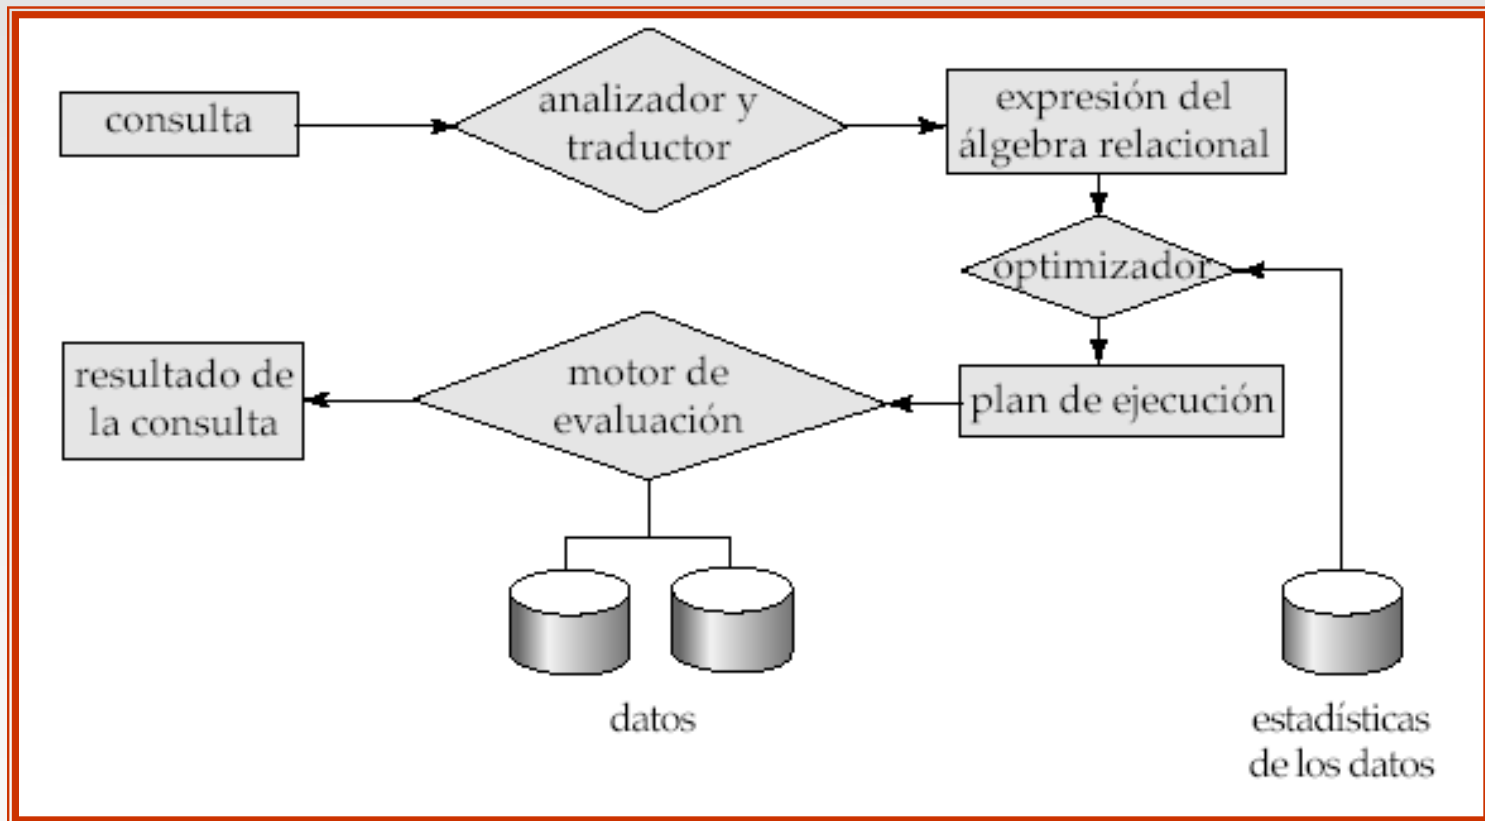 consulta
analizador y
traductor
expresión del
álgebra relacional
optimizador
resultado de
la consulta
motor de
evaluación
plan de ejecución
datos
estadísticas
de los datos